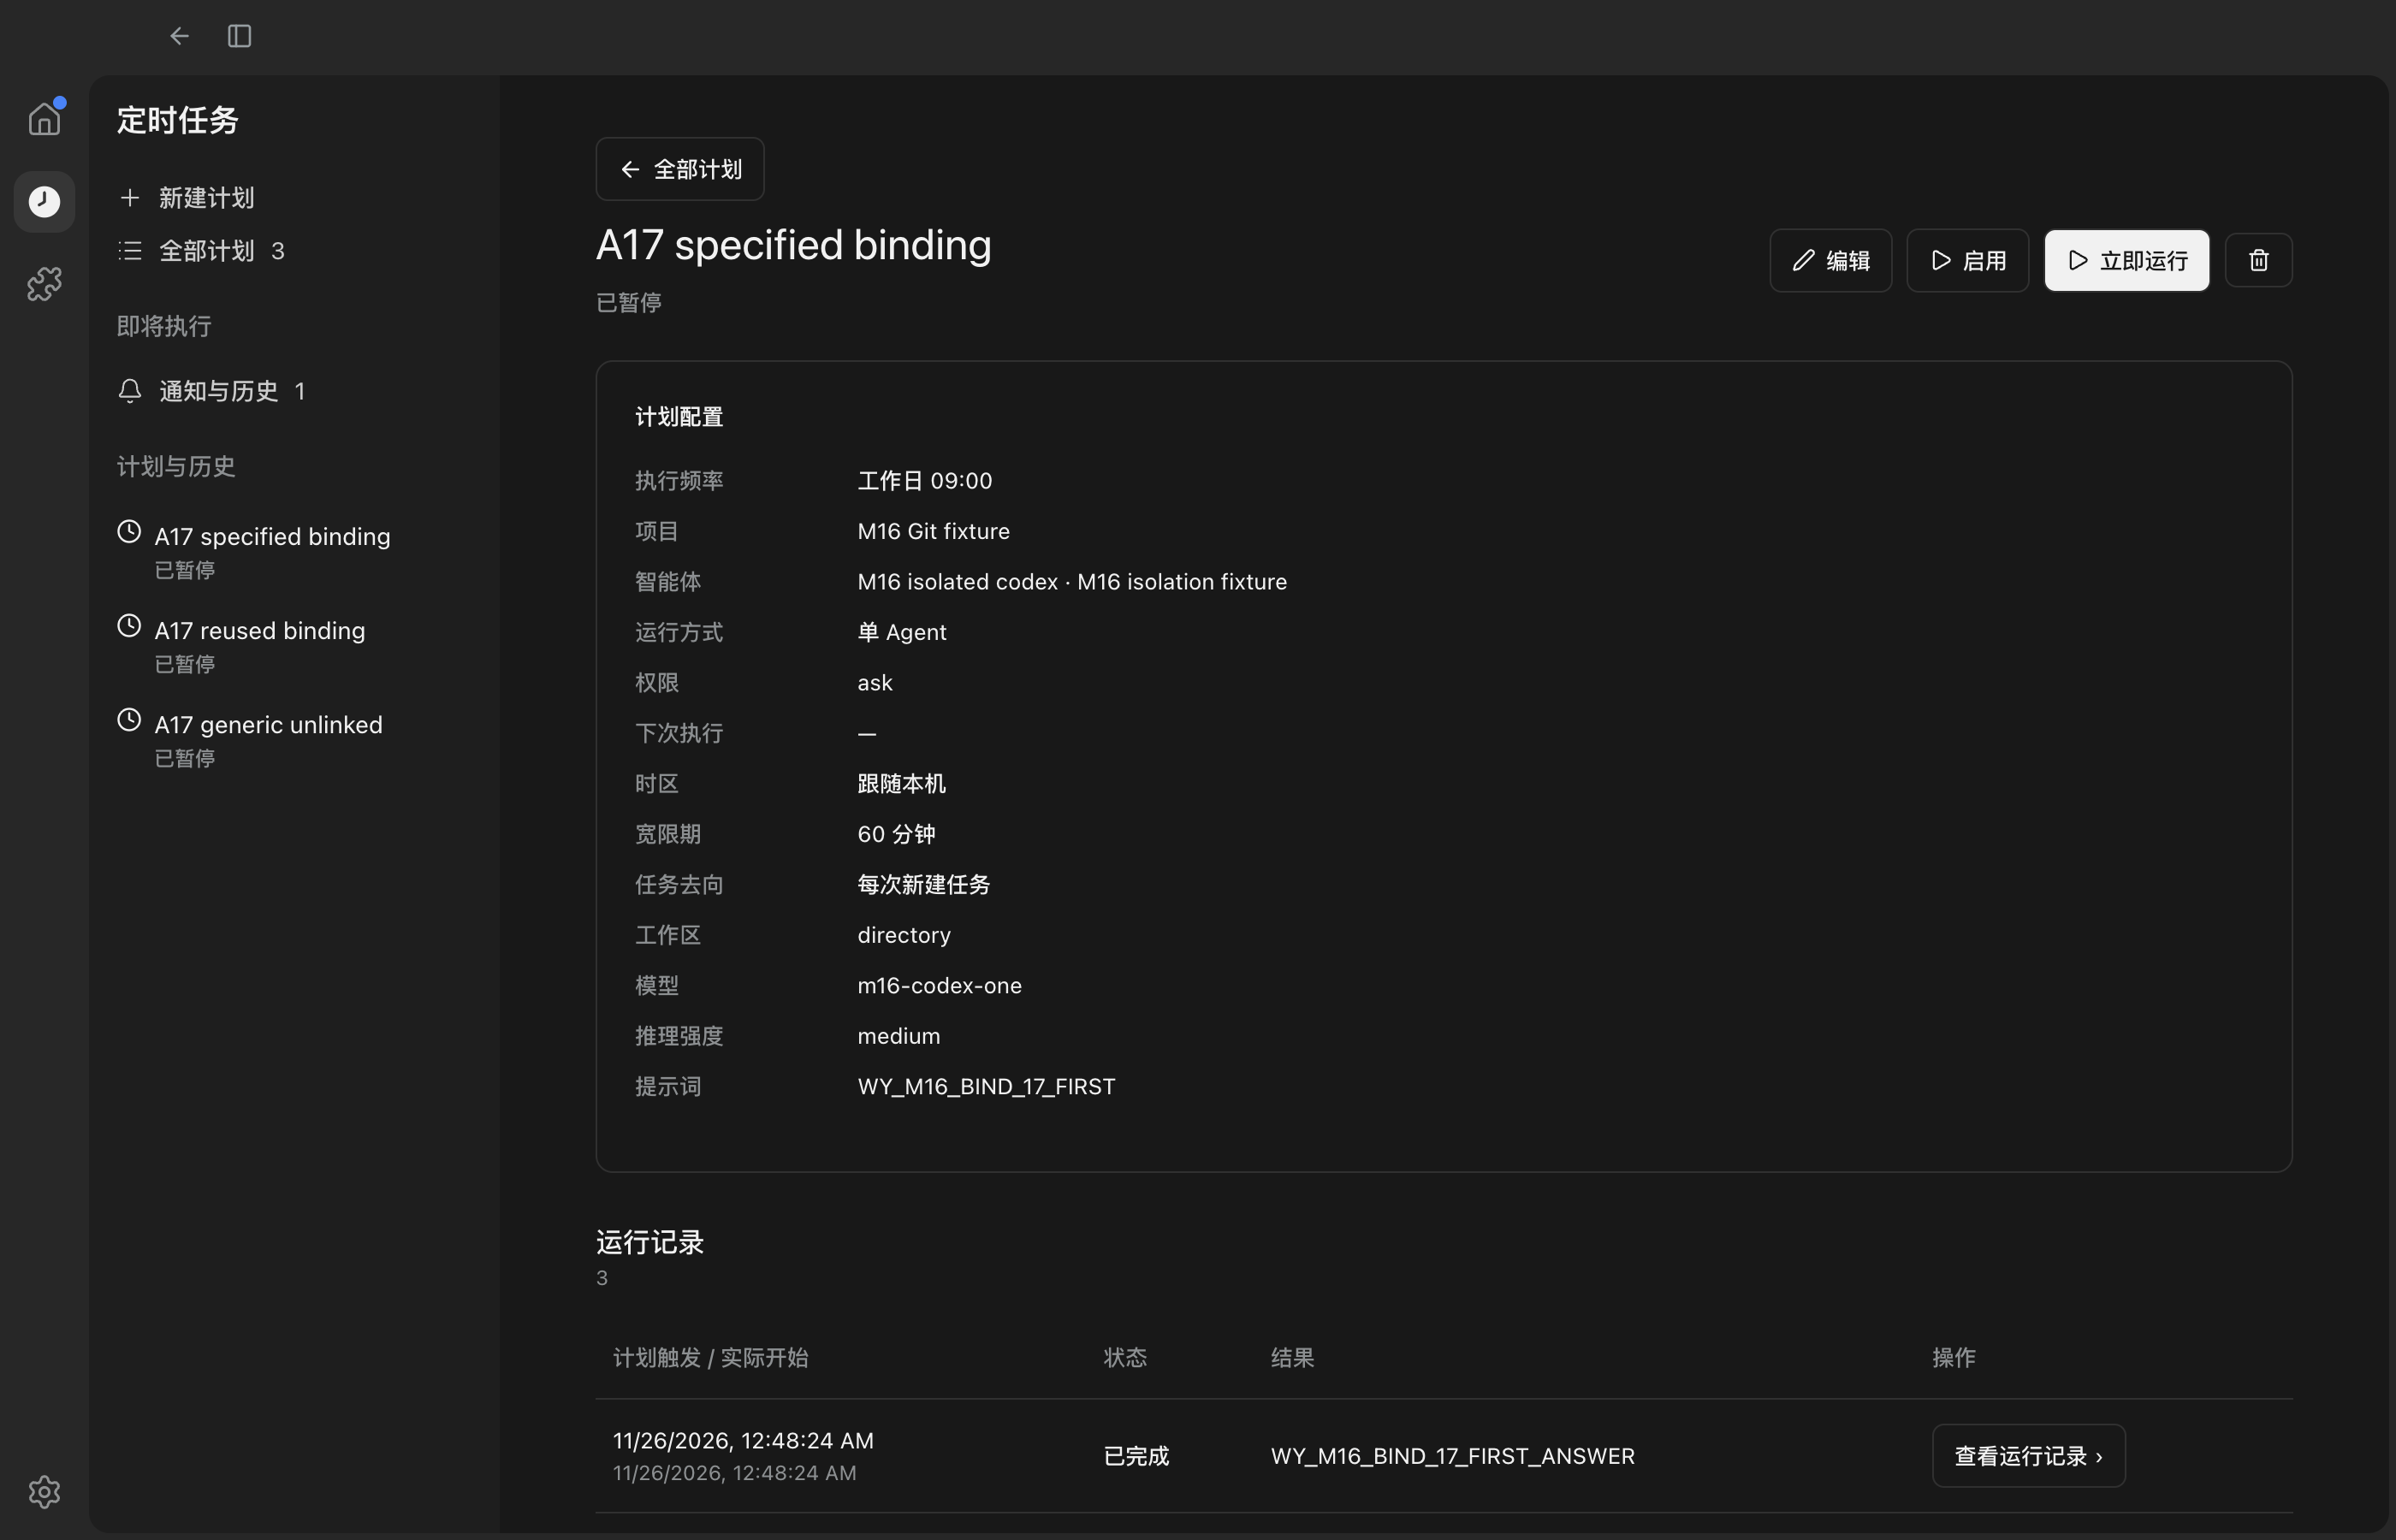 定时任务
新建计划
全部计划 3
即将执行
通知与历史 1
计划与历史
A17 specified binding
已暂停
A17 reused binding
已暂停
A17 generic unlinked
已暂停
全部计划
A17 specified binding
已暂停
编辑
启用
立即运行
计划配置
执行频率 工作日 09:00
项目 M16 Git fixture
智能体 M16 isolated codex · M16 isolation fixture
运行方式 单 Agent
权限 ask
下次执行 —
时区 跟随本机
宽限期 60 分钟
任务去向 每次新建任务
工作区 directory
模型 m16-codex-one
推理强度 medium
提示词 WY_M16_BIND_17_FIRST
运行记录
3
计划触发 / 实际开始 状态 结果 操作
11/26/2026, 12:48:24 AM
11/26/2026, 12:48:24 AM
已完成
WY_M16_BIND_17_FIRST_ANSWER
查看运行记录 ›